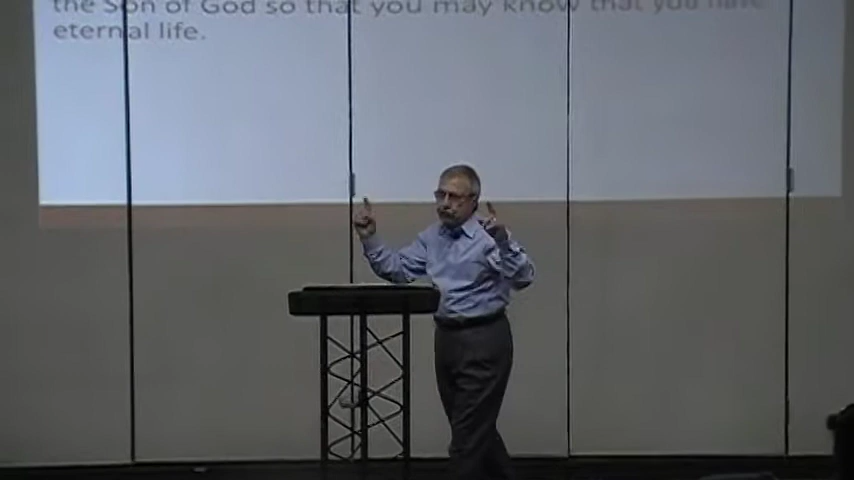 the Son of God so that you may know that you have
eternal life.